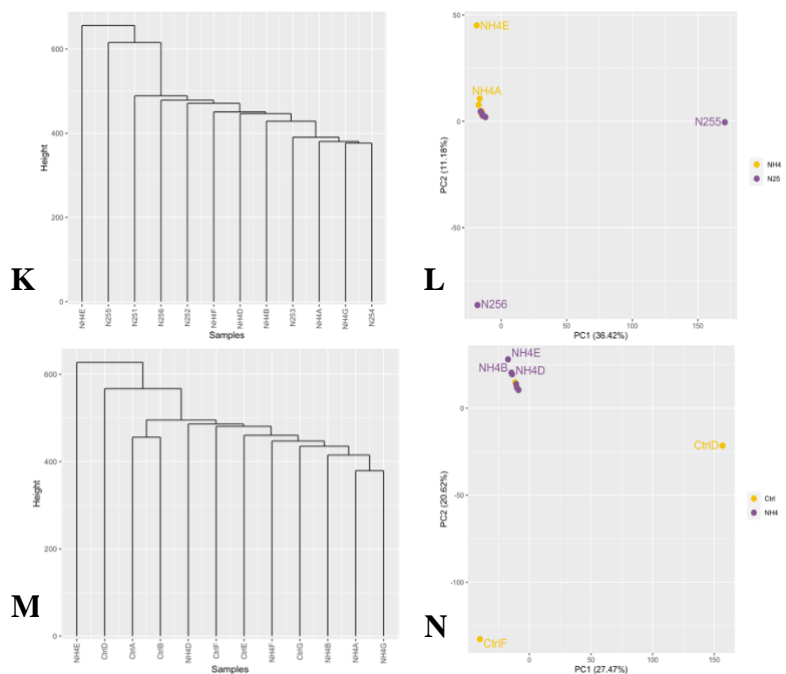 K
Height
600
400
200
0
NH4E
N255
N251
N256
N252
NH4F
NH4D
NH4B
N253
NH4A
NH4G
N254
Samples
L
PC2 (11.18%)
50
0
-50
NH4E
NH4A
N255
N256
0
50
100
150
PC1 (36.42%)
NH4
N25
M
Height
600
400
200
0
NH4E
CtrlD
CtrlA
CtrlB
NH4D
CtrlF
CtrlE
NH4F
CtrlG
NH4B
NH4A
NH4G
Samples
N
PC2 (20.62%)
0
-50
-100
NH4E
NH4B
NH4D
CtrlD
CtrlF
0
50
100
150
PC1 (27.47%)
Ctrl
NH4